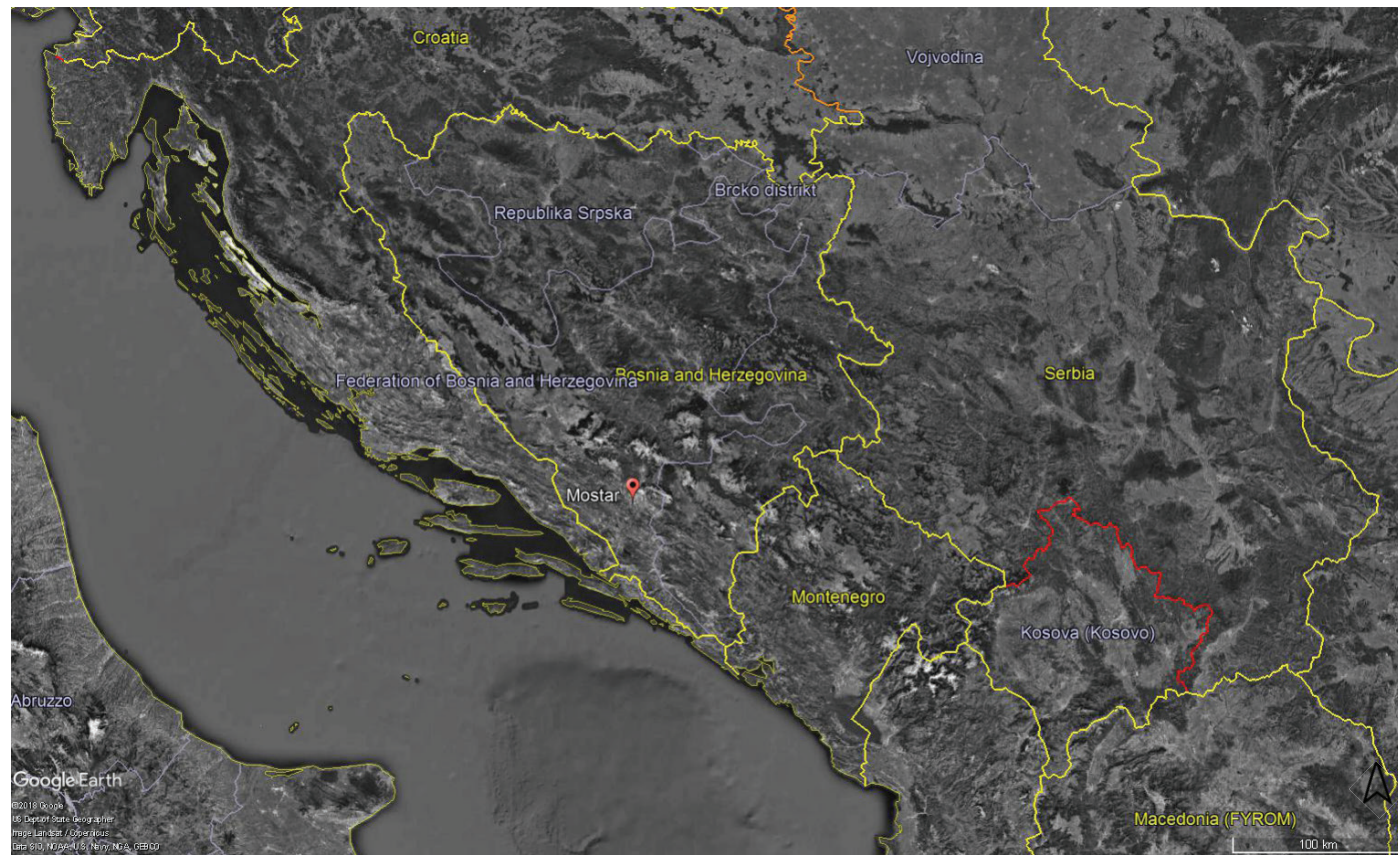 Croatia
Vojvodina
Brcko distrikt
Republika Srpska
Federation of Bosnia and Herzegovina
Bosnia and Herzegovina
Serbia
Mostar
Montenegro
Kosova (Kosovo)
Abruzzo
Google Earth
©2018 Google
US Dept of State Geographer
Image Landsat / Copernicus
Data SIO, NOAA, U.S. Navy, NGA, GEBCO
Macedonia (FYROM)
100 km